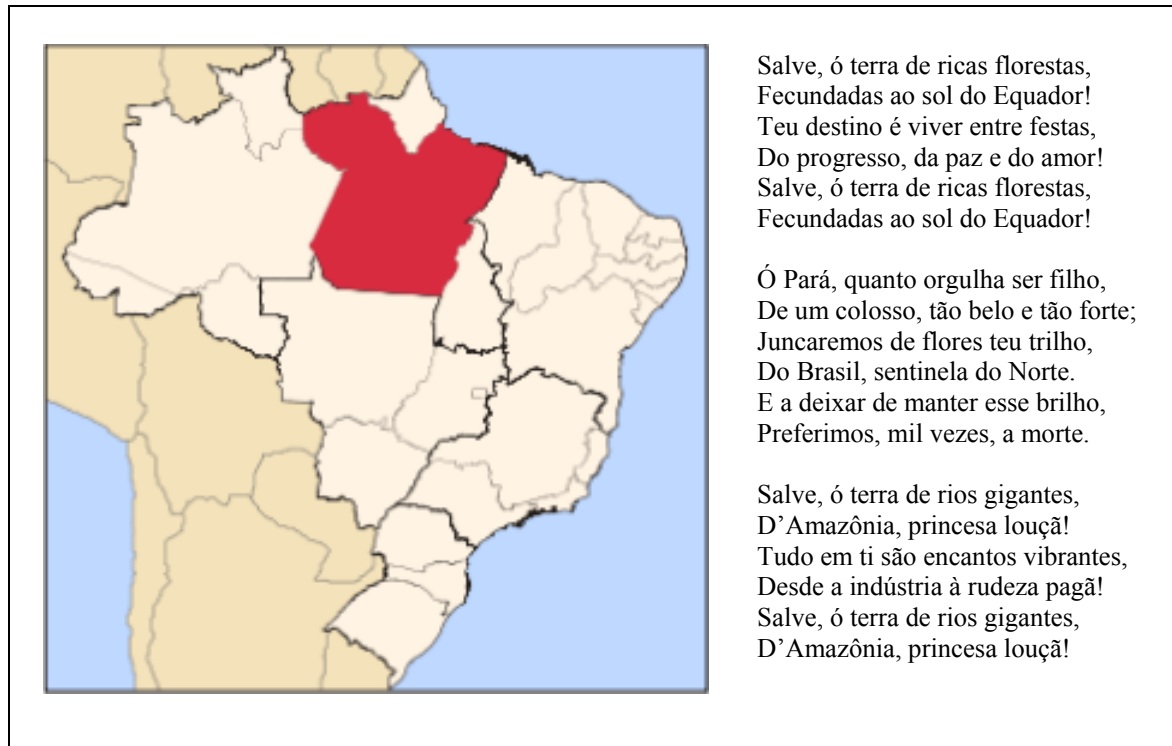 Salve, ó terra de ricas florestas,
Fecundadas ao sol do Equador!
Teu destino é viver entre festas,
Do progresso, da paz e do amor!
Salve, ó terra de ricas florestas,
Fecundadas ao sol do Equador!
Ó Pará, quanto orgulha ser filho,
De um colosso, tão belo e tão forte;
Juncaremos de flores teu trilho,
Do Brasil, sentinela do Norte.
E a deixar de manter esse brilho,
Preferimos, mil vezes, a morte.
Salve, ó terra de rios gigantes,
D’Amazônia, princesa louçã!
Tudo em ti são encantos vibrantes,
Desde a indústria à rudeza pagã!
Salve, ó terra de rios gigantes,
D’Amazônia, princesa louçã!